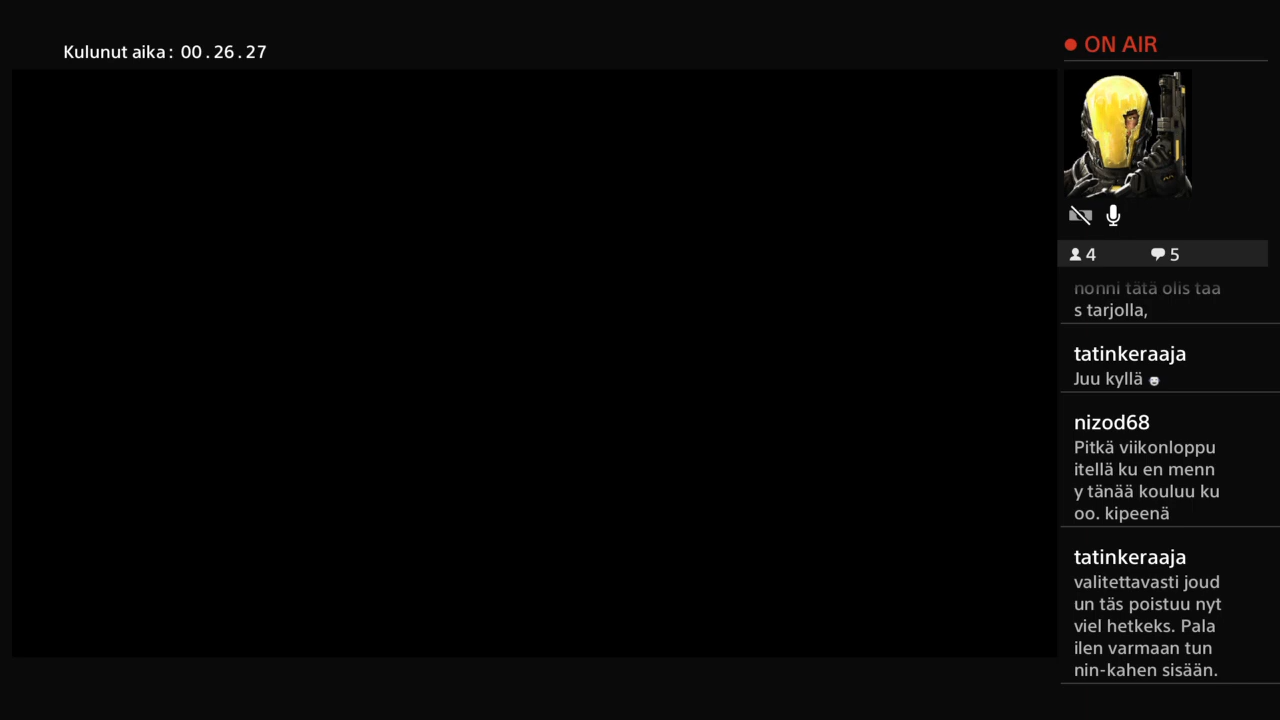 Kulunut aika: 00.26.27
ON AIR
4 5
nonni tätä olis taa
s tarjolla,
tatinkeraaja
Juu kyllä
nizod68
Pitkä viikonloppu
itellä ku en menn
y tänää kouluu ku
oo. kipeenä
tatinkeraaja
valitettavasti joud
un täs poistuu nyt
viel hetkeks. Pala
ilen varmaan tun
nin-kahen sisään.